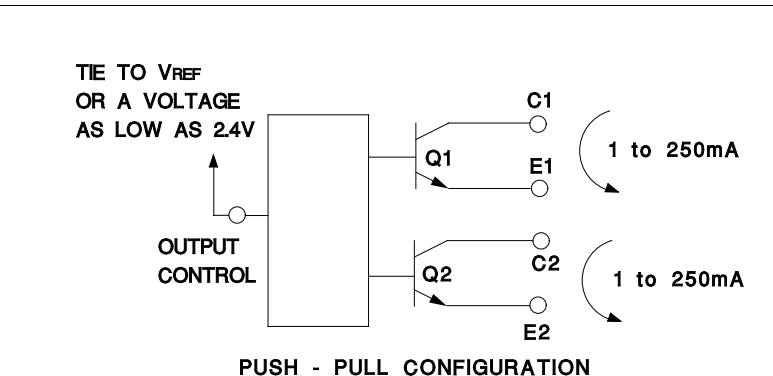 TIE TO VREF
OR A VOLTAGE
AS LOW AS 2.4V
C1
Q1
1 to 250mA
E1
OUTPUT
CONTROL
C2
Q2
1 to 250mA
E2
PUSH - PULL CONFIGURATION